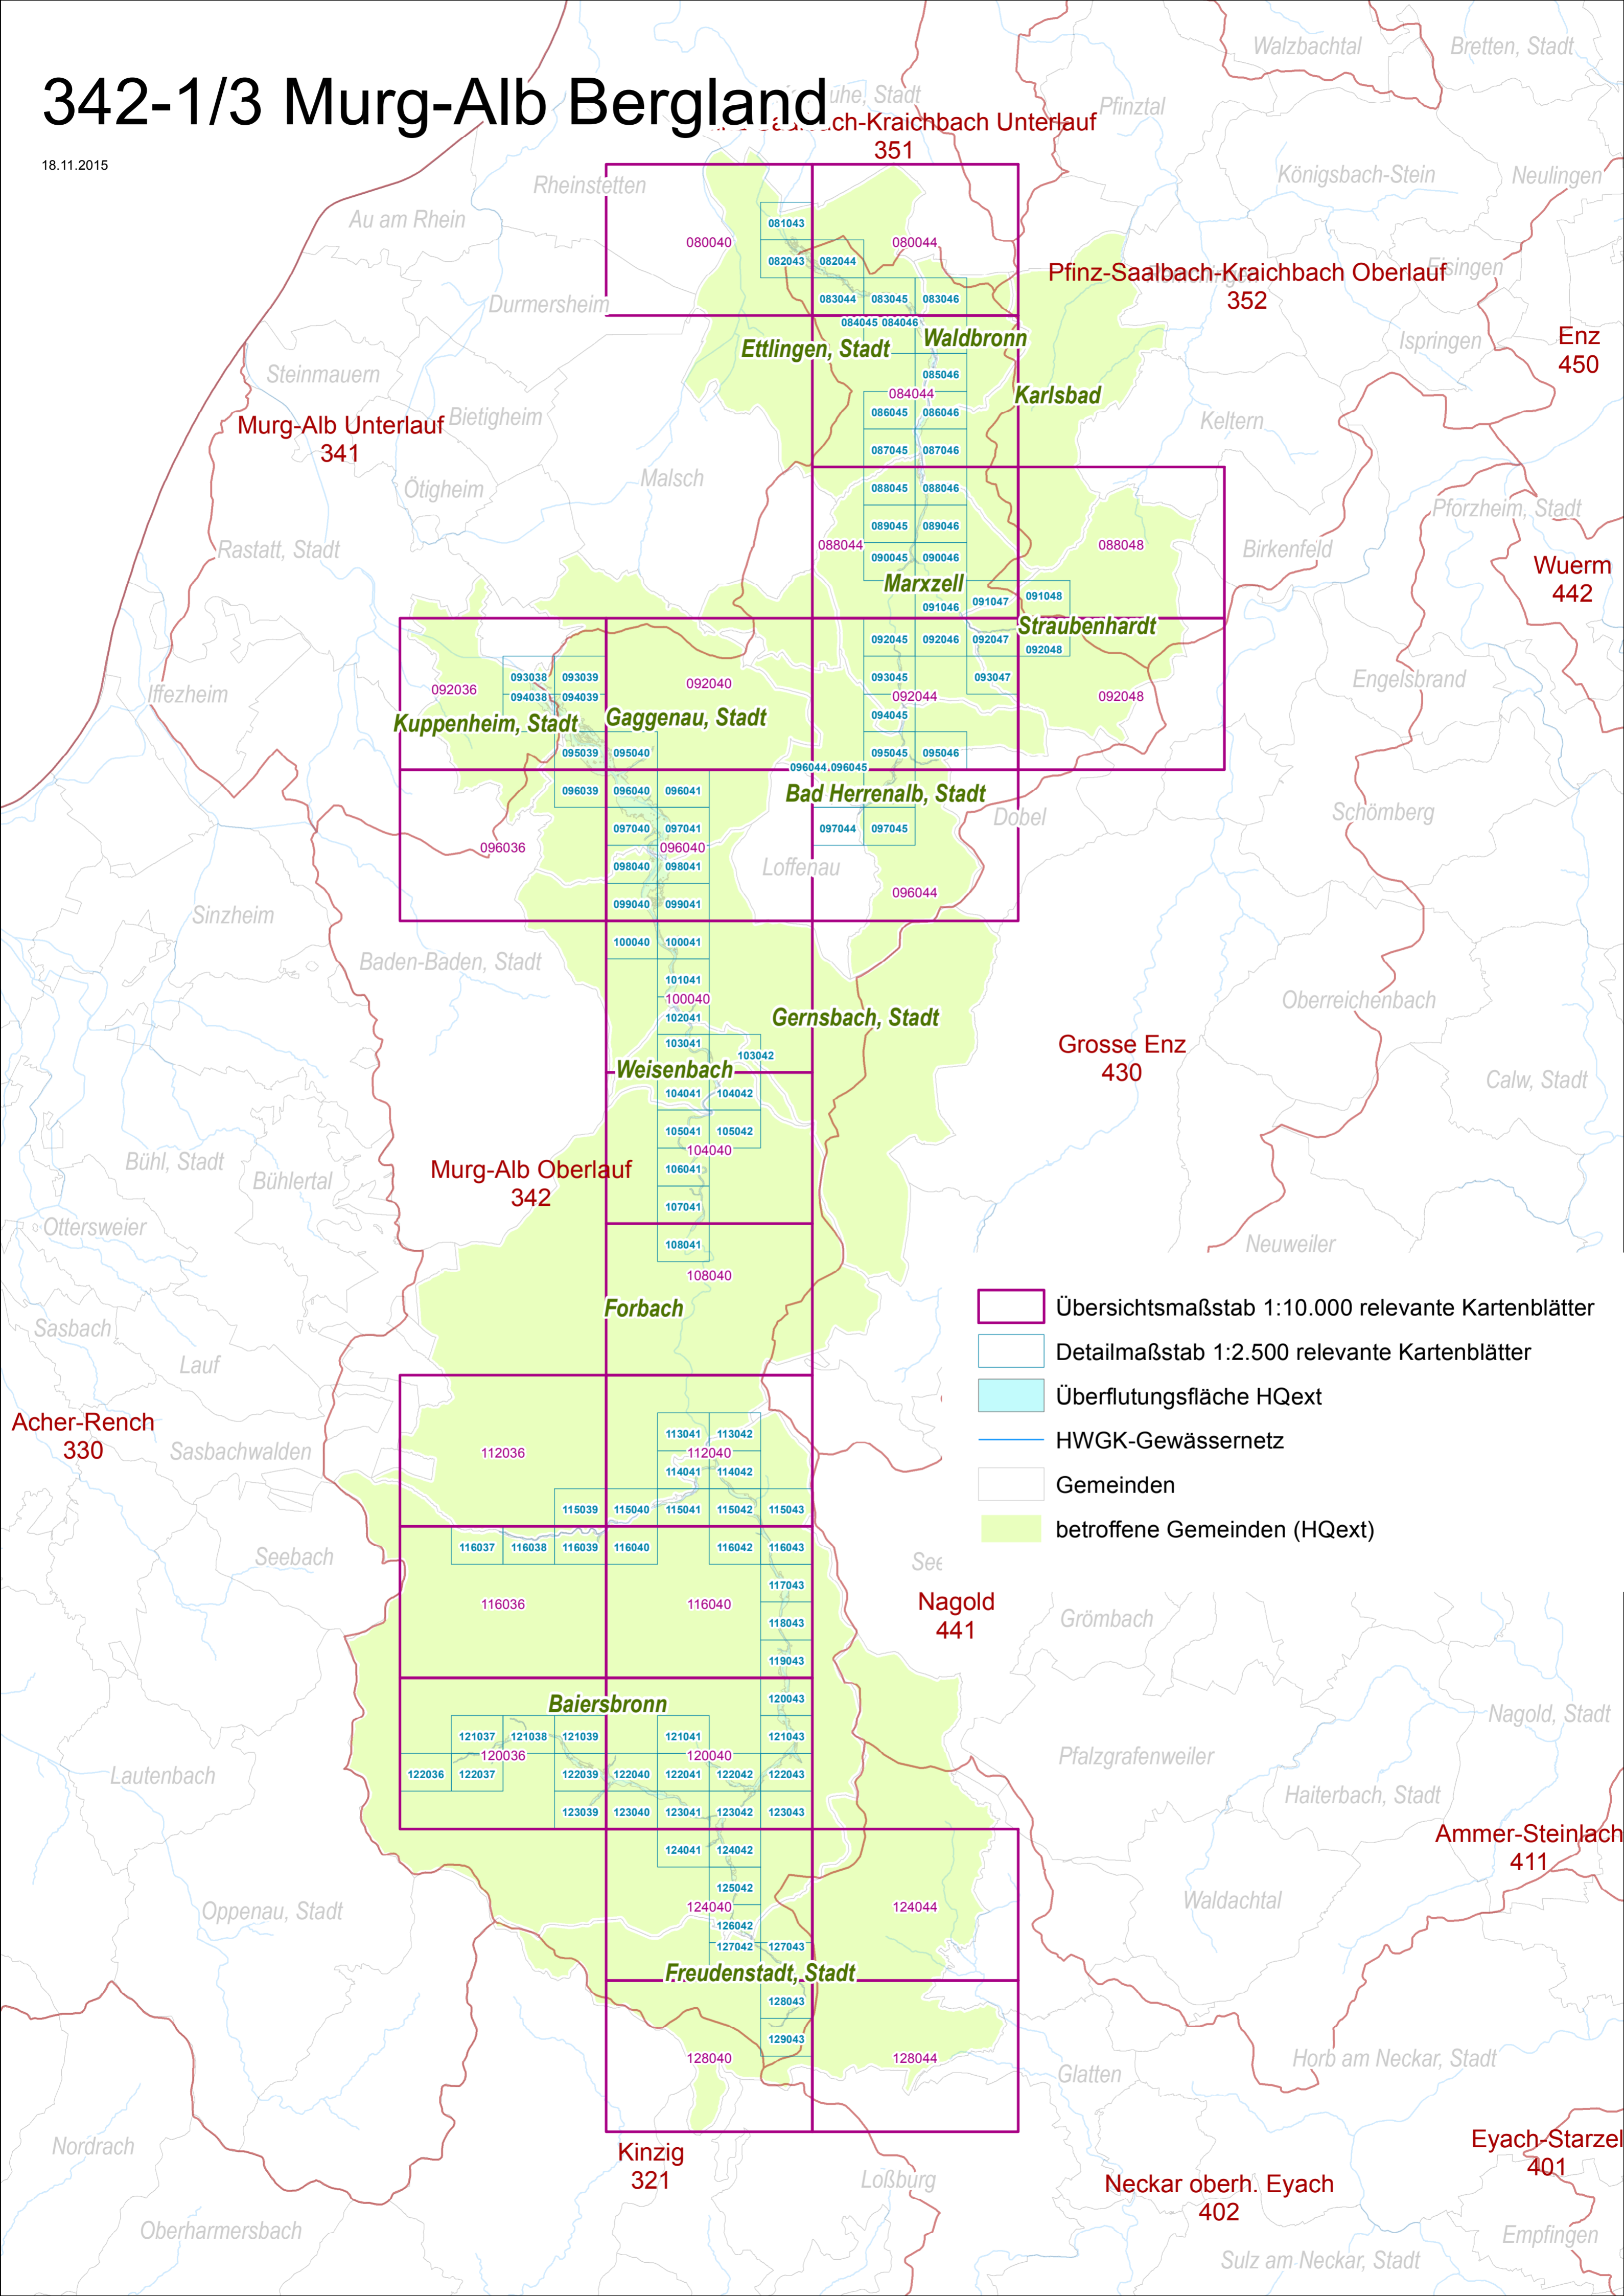 Walzbachtal
Bretten, Stadt
342-1/3 Murg-Alb Bergland
ühe, Stadt
Pfinztal
ch-Kraichbach Unterlauf
351
18.11.2015
Rheinstetten
Königsbach-Stein
Neulingen
Au am Rhein
081043
080040
080044
082043
082044
Pfinz-Saalbach-Kraichbach Oberlauf
352
Eisingen
Durmersheim
083044
083045
083046
084045
084046
Ettlingen, Stadt
Waldbronn
Ispringen
Enz
450
Steinmauern
085046
084044
Karlsbad
Murg-Alb Unterlauf
341
Bietigheim
086045
086046
Keltern
087045
087046
Malsch
Ötigheim
088045
088046
Pforzheim, Stadt
089045
089046
Rastatt, Stadt
088044
088048
Birkenfeld
090045
090046
Wuerm
442
Marxzell
091046
091047
091048
Straubenhardt
092045
092046
092047
092048
093038
093039
093045
093047
092036
092040
092044
092048
Iffezheim
Engelsbrand
094038
094039
094045
Kuppenheim, Stadt
Gaggenau, Stadt
095039
095040
095045
095046
096044
096045
096039
096040
096041
Bad Herrenalb, Stadt
Dobel
Schömberg
097040
097041
097044
097045
096036
096040
098040
098041
Loffenau
096044
099040
099041
Sinzheim
100040
100041
Baden-Baden, Stadt
101041
100040
Oberreichenbach
102041
Gernsbach, Stadt
103041
103042
Grosse Enz
430
Weisenbach
Calw, Stadt
104041
104042
105041
105042
104040
Bühl, Stadt
Bühlertal
Murg-Alb Oberlauf
342
106041
107041
Ottersweier
108041
Neuweiler
108040
Forbach
Übersichtsmaßstab 1:10.000 relevante Kartenblätter
Sasbach
Detailmaßstab 1:2.500 relevante Kartenblätter
Lauf
Überflutungsfläche HQext
Acher-Rench
330
Sasbachwalden
HWGK-Gewässernetz
113041
113042
112036
112040
114041
114042
Gemeinden
115039
115040
115041
115042
115043
betroffene Gemeinden (HQext)
Seebach
116037
116038
116039
116040
116042
116043
See
117043
116036
116040
Nagold
441
Grömbach
118043
119043
Baiersbronn
120043
Nagold, Stadt
121037
121038
121039
121041
121043
120036
120040
Pfalzgrafenweiler
Lautenbach
122036
122037
122039
122040
122041
122042
122043
Haiterbach, Stadt
123039
123040
123041
123042
123043
Ammer-Steinlach
411
124041
124042
125042
Oppenau, Stadt
124040
124044
Waldachtal
126042
127042
127043
Freudenstadt, Stadt
128043
129043
128040
128044
Glatten
Horb am Neckar, Stadt
Nordrach
Kinzig
321
Loßburg
Neckar oberh. Eyach
402
Eyach-Starzel
401
Oberharmersbach
Empfingen
Sulz am Neckar, Stadt